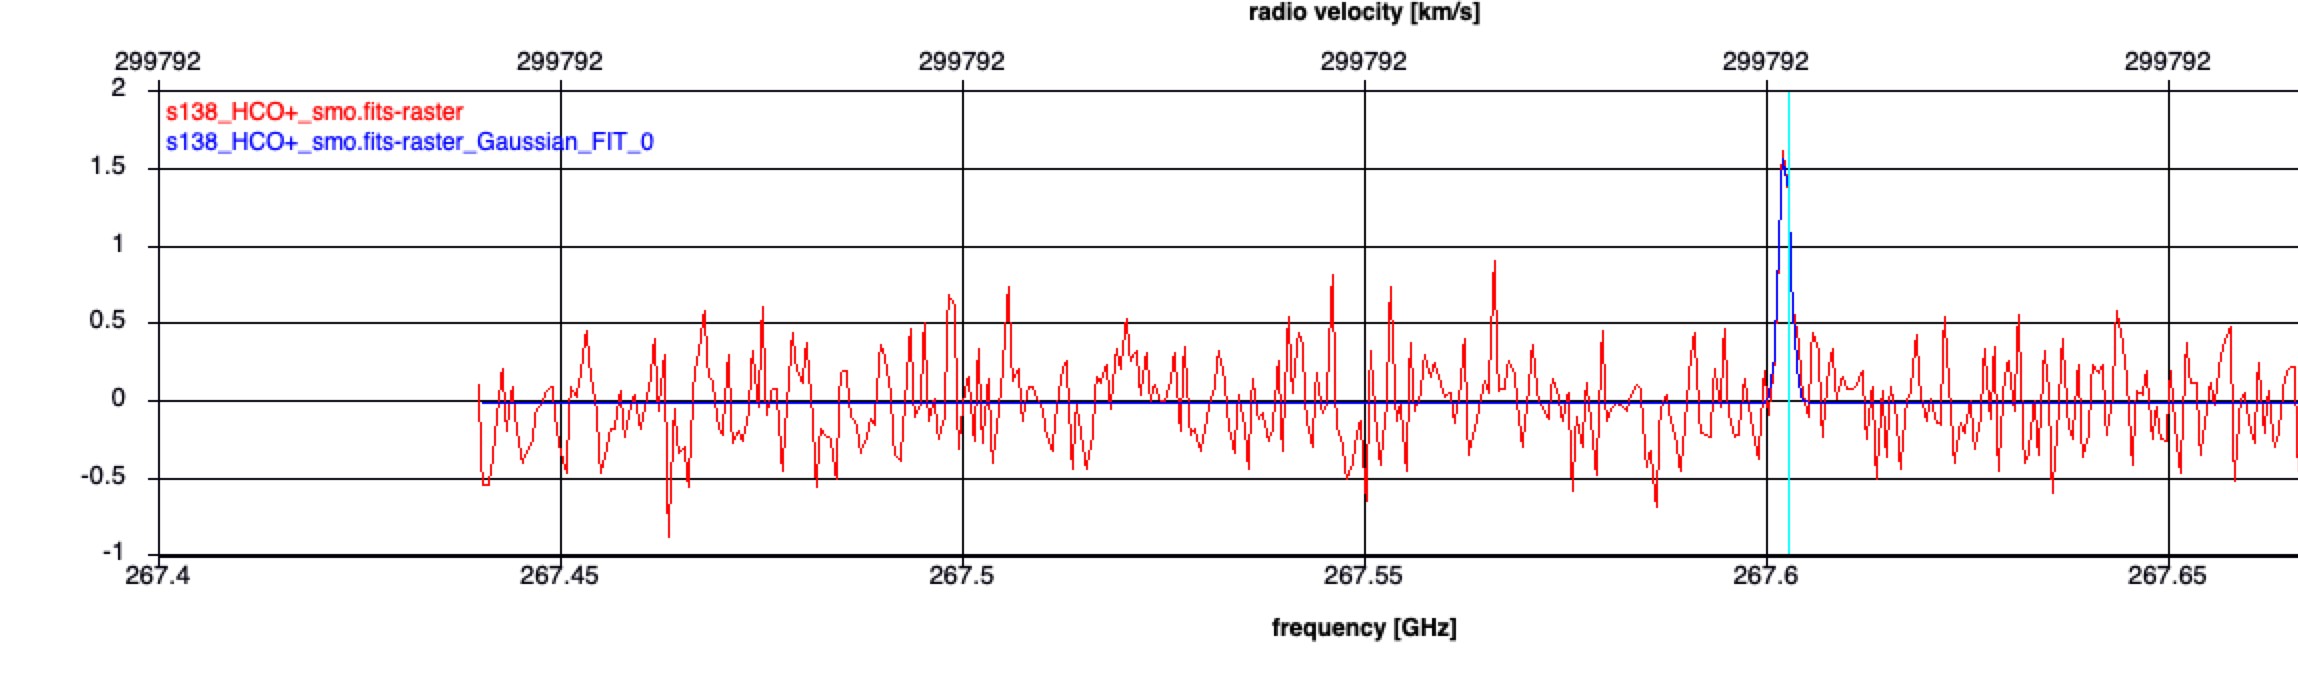 radio velocity [km/s]
299792 299792 299792 299792 299792 299792
2
s138_HCO+_smo.fits-raster
s138_HCO+_smo.fits-raster_Gaussian_FIT_0
1.5
1
0.5
0
-0.5
-1
267.4 267.45 267.5 267.55 267.6 267.65
frequency [GHz]